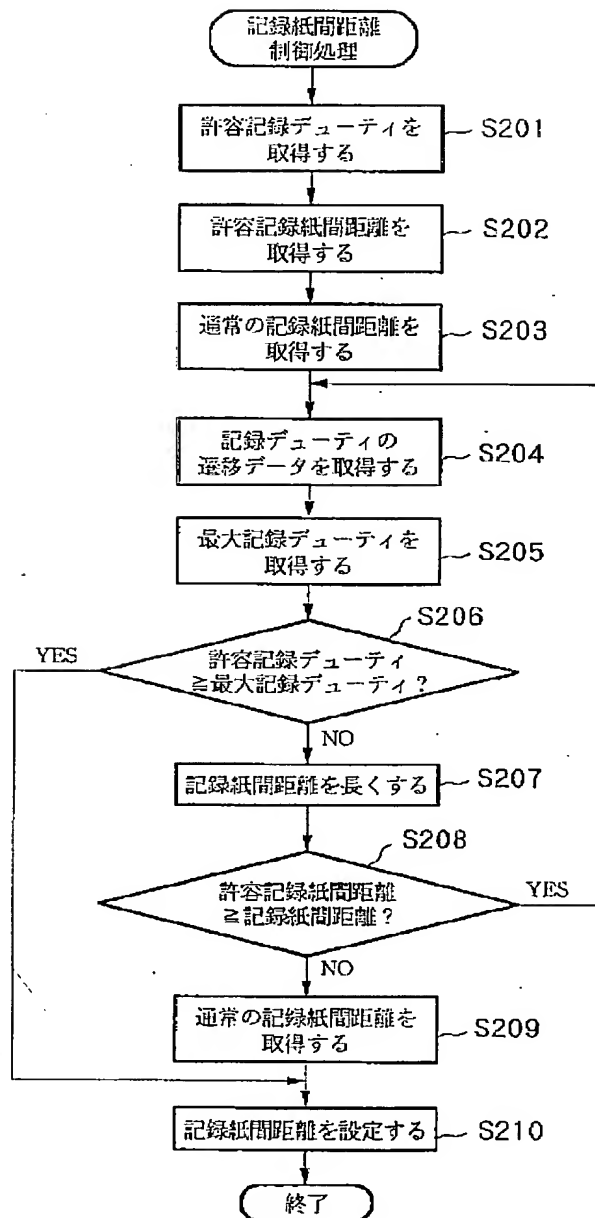 記録紙間距離
制御処理
許容記録デューティを
取得する
S201
許容記録紙間距離を
取得する
S202
通常の記録紙間距離を
取得する
S203
記録デューティの
遷移データを取得する
S204
最大記録デューティを
取得する
S205
S206
YES
許容記録デューティ
≧最大記録デューティ?
NO
記録紙間距離を長くする
S207
S208
許容記録紙間距離
≧記録紙間距離?
YES
NO
通常の記録紙間距離を
取得する
S209
記録紙間距離を設定する
S210
終了